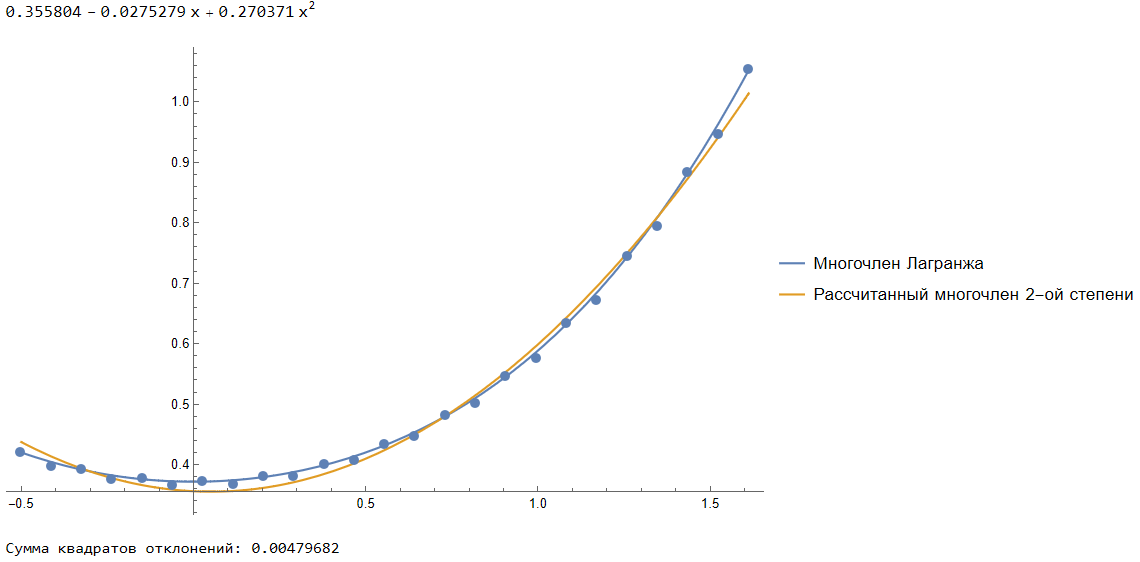 0.355804 − 0.0275279 x + 0.270371 x²
1.0
0.9
0.8
0.7
0.6
0.5
0.4
−0.5 0.5 1.0 1.5
Многочлен Лагранжа
Рассчитанный многочлен 2−ой степени
Сумма квадратов отклонений: 0.00479682